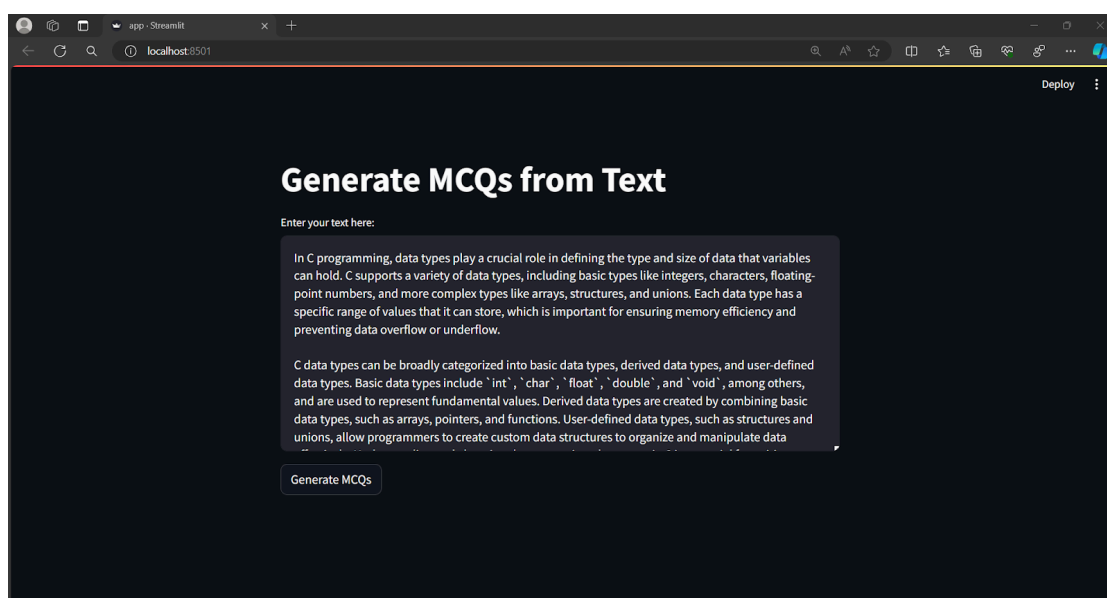 app · Streamlit
localhost:8501
Deploy
Generate MCQs from Text
Enter your text here:
In C programming, data types play a crucial role in defining the type and size of data that variables
can hold. C supports a variety of data types, including basic types like integers, characters, floating-
point numbers, and more complex types like arrays, structures, and unions. Each data type has a
specific range of values that it can store, which is important for ensuring memory efficiency and
preventing data overflow or underflow.
C data types can be broadly categorized into basic data types, derived data types, and user-defined
data types. Basic data types include `int`, `char`, `float`, `double`, and `void`, among others,
and are used to represent fundamental values. Derived data types are created by combining basic
data types, such as arrays, pointers, and functions. User-defined data types, such as structures and
unions, allow programmers to create custom data structures to organize and manipulate data
Generate MCQs